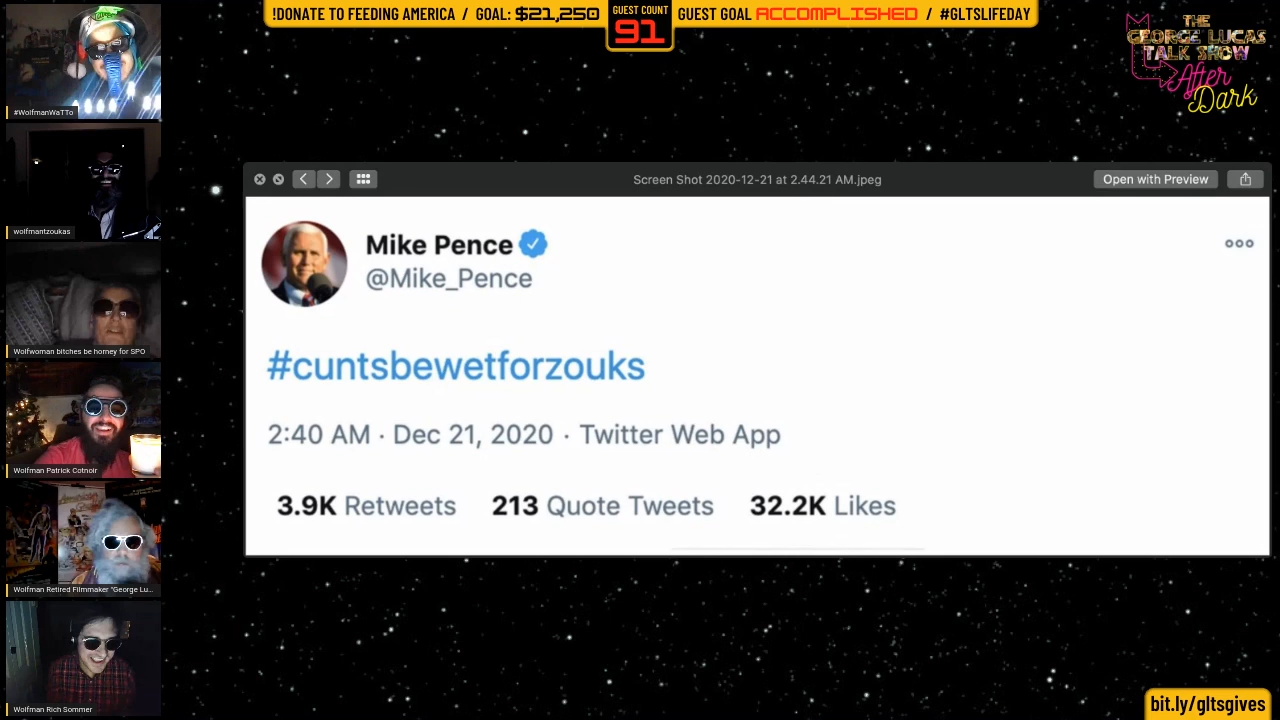 !DONATE TO FEEDING AMERICA / GOAL: $21,250
GUEST COUNT
91
GUEST GOAL ACCOMPLISHED / #GLTSLIFEDAY
THE
GEORGE LUCAS
TALK SHOW
After
Dark
#WolfmanWaTTo
wolfmantzoukas
Wolfwoman bitches be horney for SPO
Wolfman Patrick Cotnoir
Wolfman Retired Filmmaker "George Lu...
Wolfman Rich Sommer
Screen Shot 2020-12-21 at 2.44.21 AM.jpeg
Open with Preview
Mike Pence
@Mike_Pence
#cuntsbewetforzouks
2:40 AM · Dec 21, 2020 · Twitter Web App
3.9K Retweets 213 Quote Tweets 32.2K Likes
bit.ly/gltsgives